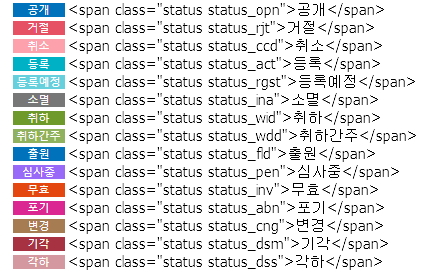 공개 <span class="status status_opn">공개</span>
거절 <span class="status status_rjt">거절</span>
취소 <span class="status status_ccd">취소</span>
등록 <span class="status status_act">등록</span>
등록예정 <span class="status status_rgst">등록예정</span>
소멸 <span class="status status_ina">소멸</span>
취하 <span class="status status_wid">취하</span>
취하간주 <span class="status status_wdd">취하간주</span>
출원 <span class="status status_fld">출원</span>
심사중 <span class="status status_pen">심사중</span>
무효 <span class="status status_inv">무효</span>
포기 <span class="status status_abn">포기</span>
변경 <span class="status status_cng">변경</span>
기각 <span class="status status_dsm">기각</span>
각하 <span class="status status_dss">각하</span>